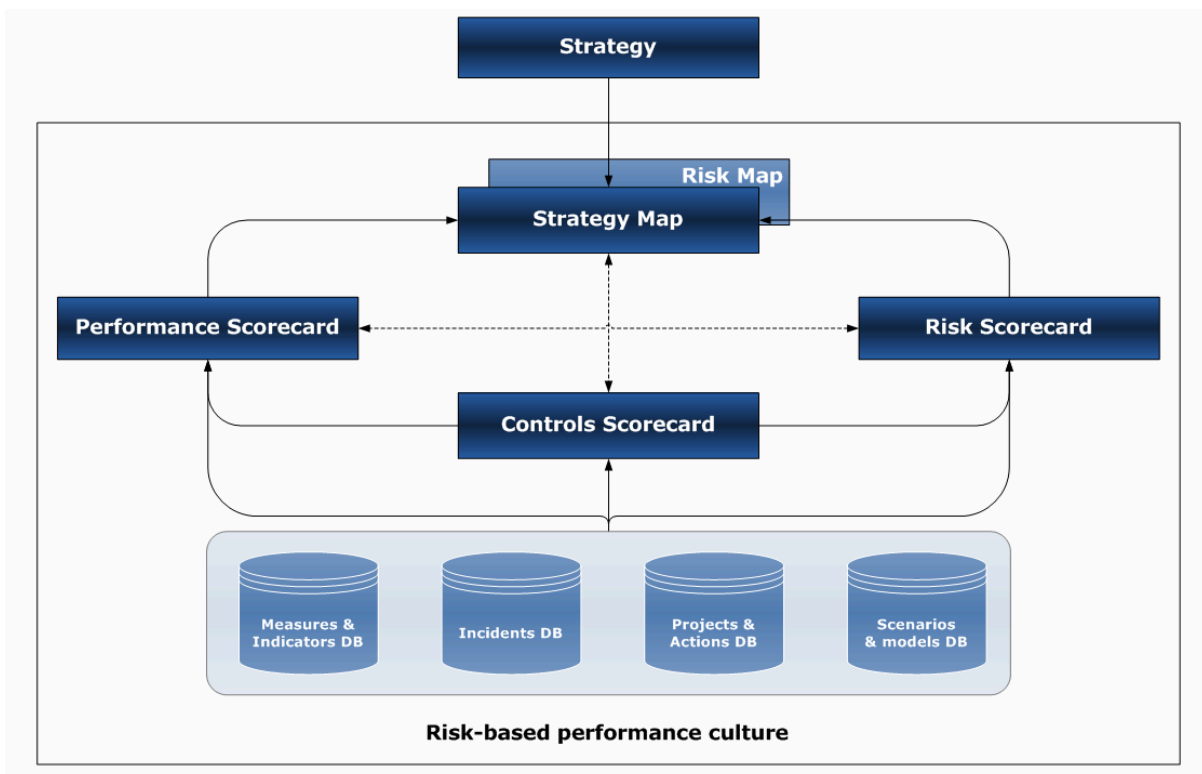 Strategy
Risk Map
Strategy Map
Performance Scorecard
Risk Scorecard
Controls Scorecard
Measures &
Indicators DB
Incidents DB
Projects &
Actions DB
Scenarios
& models DB
Risk-based performance culture